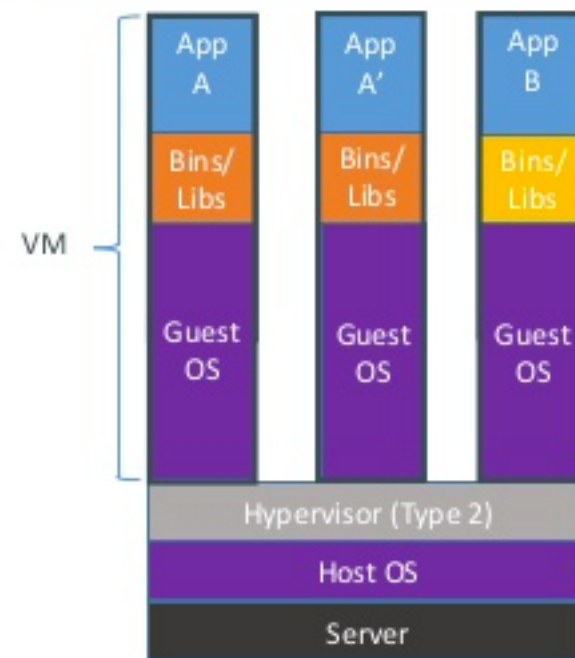 App
A
App
A’
App
B
Bins/
Libs
Bins/
Libs
Bins/
Libs
VM
Guest
OS
Guest
OS
Guest
OS
Hypervisor (Type 2)
Host OS
Server